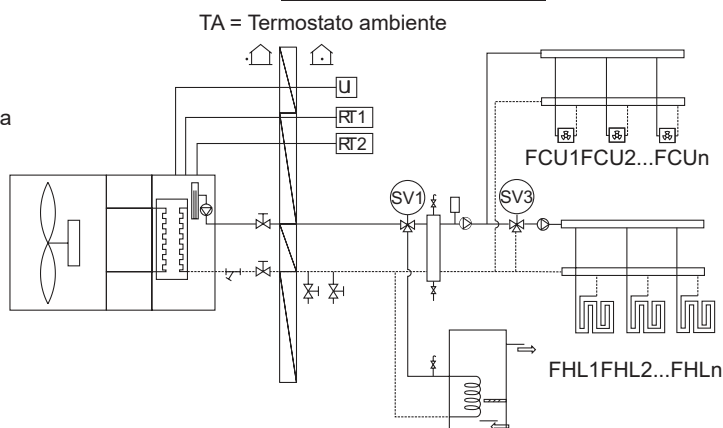 TA = Termostato ambiente
a
U
RT1
RT2
SV1
SV3
FCU1FCU2...FCUn
FHL1FHL2...FHLn